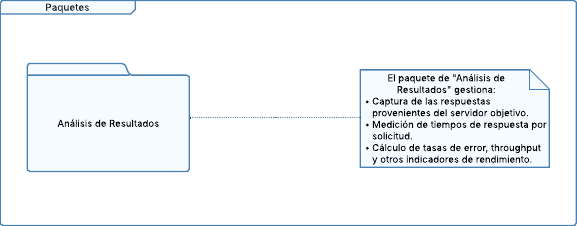 Paquetes
Análisis de Resultados
El paquete de "Análisis de
Resultados" gestiona:
• Captura de las respuestas
provenientes del servidor objetivo.
• Medición de tiempos de respuesta por
solicitud.
• Cálculo de tasas de error, throughput
y otros indicadores de rendimiento.